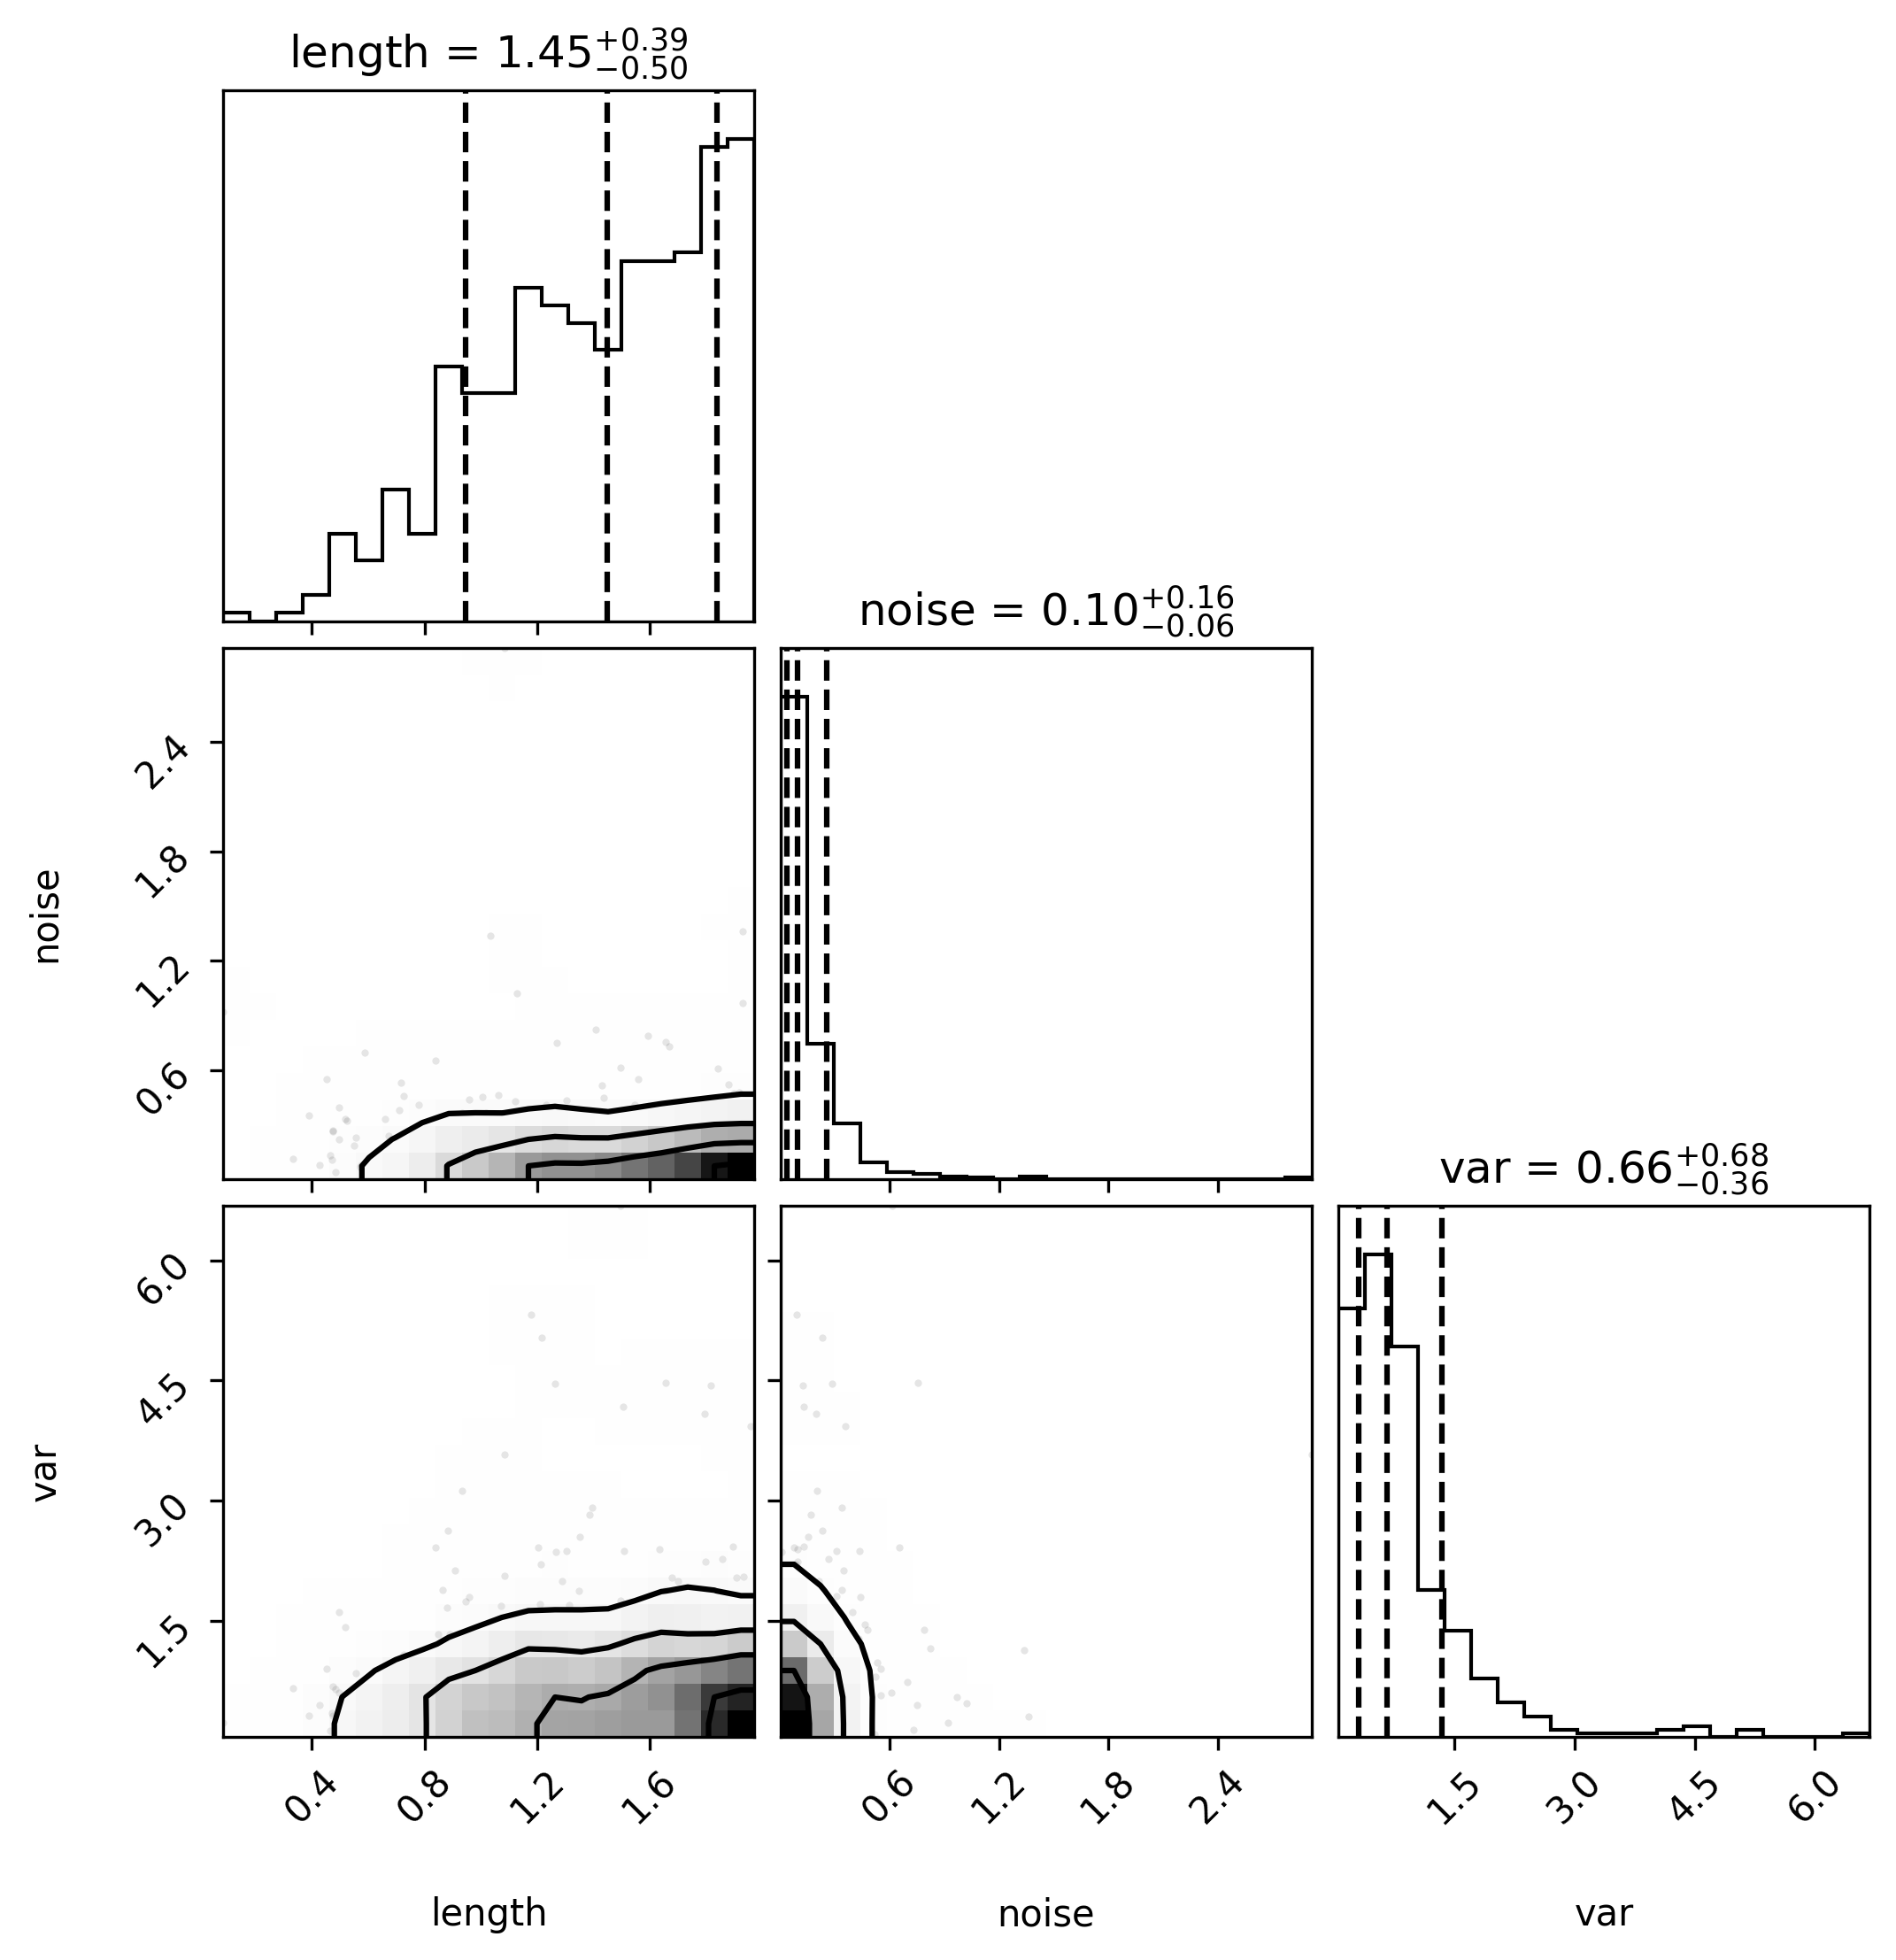 length = 1.45 +0.39 −0.50
noise = 0.10 +0.16 −0.06
2.4
1.8
1.2
0.6
noise
var = 0.66 +0.68 −0.36
6.0
4.5
3.0
1.5
var
0.4 0.8 1.2 1.6 0.6 1.2 1.8 2.4 1.5 3.0 4.5 6.0
length noise var